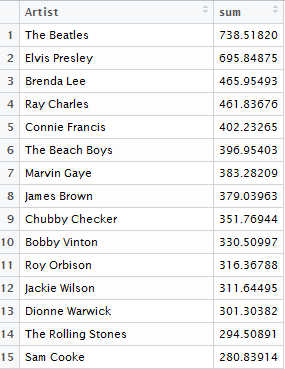 Artist sum
1 The Beatles 738.51820
2 Elvis Presley 695.84875
3 Brenda Lee 465.95493
4 Ray Charles 461.83676
5 Connie Francis 402.23265
6 The Beach Boys 396.95403
7 Marvin Gaye 383.28209
8 James Brown 379.03963
9 Chubby Checker 351.76944
10 Bobby Vinton 330.50997
11 Roy Orbison 316.36788
12 Jackie Wilson 311.64495
13 Dionne Warwick 301.30382
14 The Rolling Stones 294.50891
15 Sam Cooke 280.83914